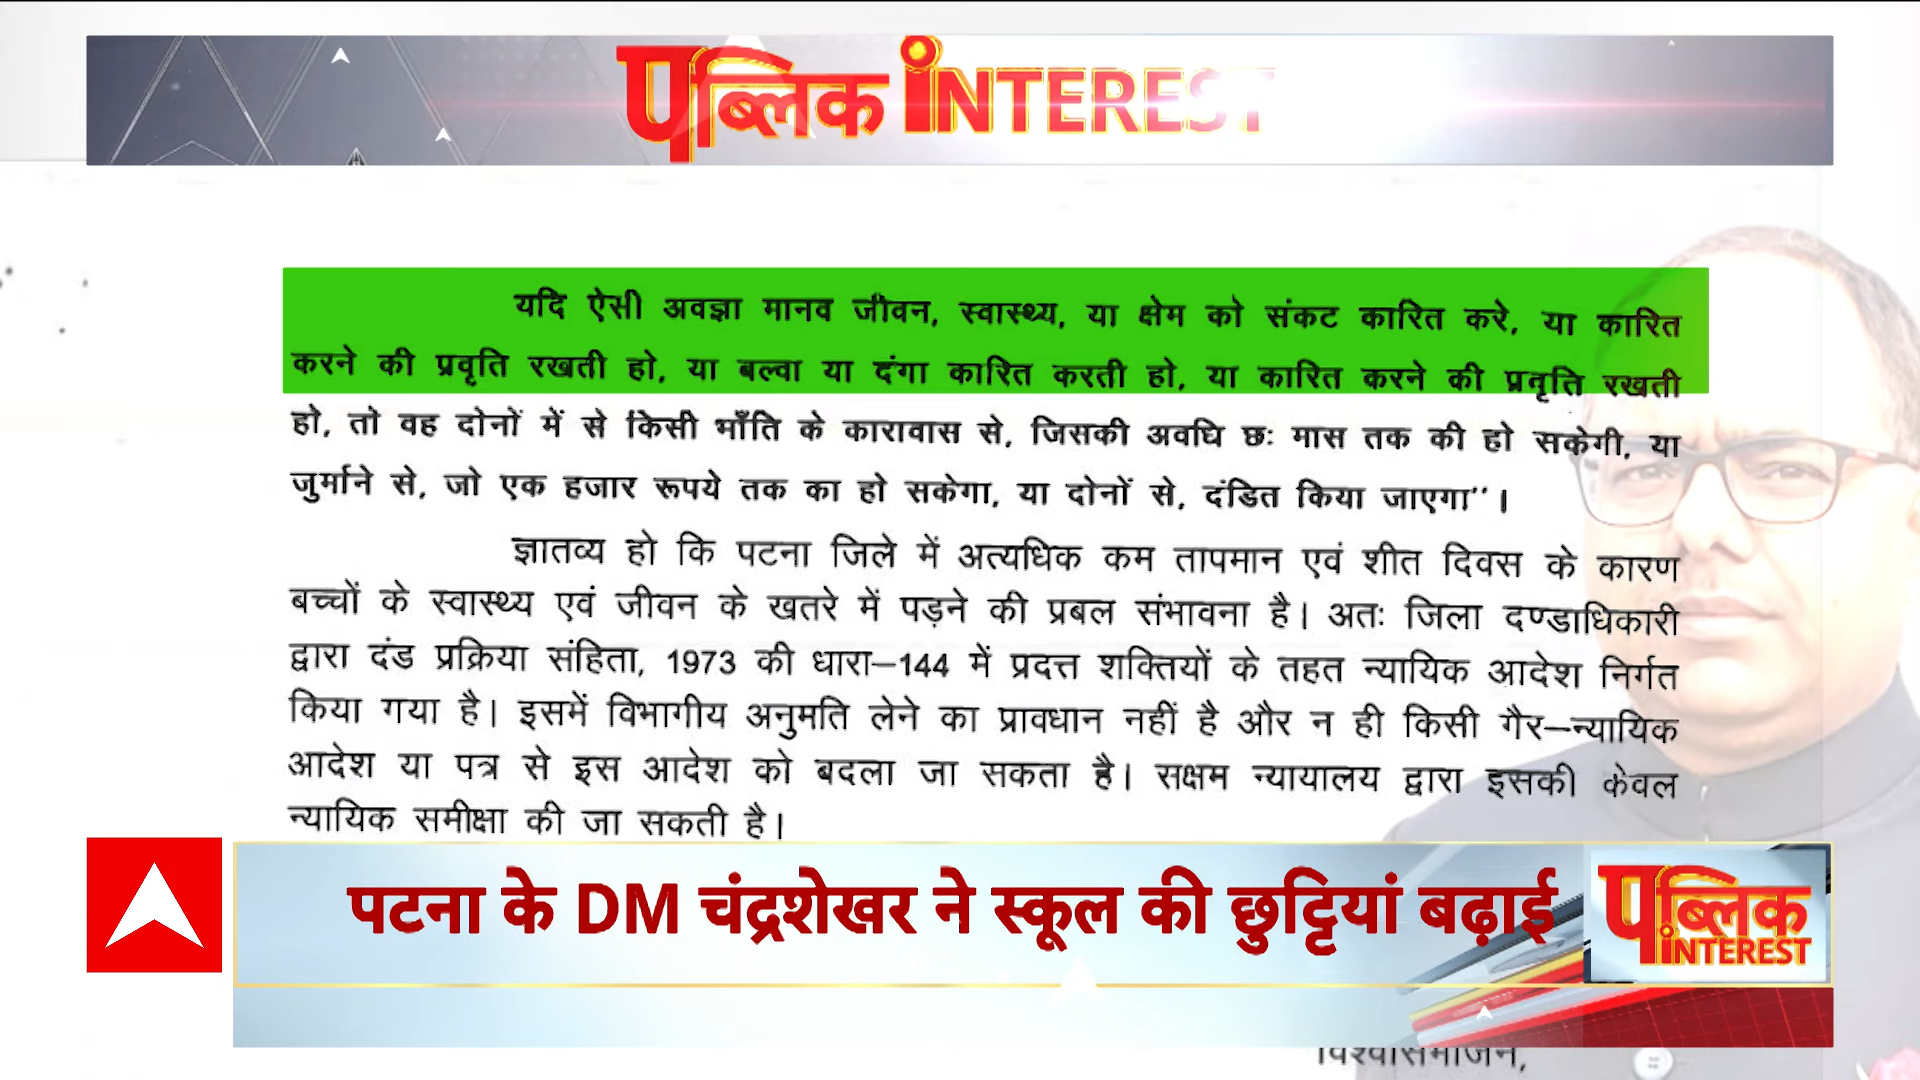 पब्लिक INTEREST
यदि ऐसी अवज्ञा मानव जीवन, स्वास्थ्य, या क्षेम को संकट कारित करे, या कारित
करने की प्रवृति रखती हो, या बल्वा या दंगा कारित करती हो, या कारित करने की प्रवृति रखती
हो, तो वह दोनों में से किसी भाँति के कारावास से, जिसकी अवधि छः मास तक की हो सकेगी, या
जुर्माने से, जो एक हजार रूपये तक का हो सकेगा, या दोनों से, दंडित किया जाएगा"।
ज्ञातव्य हो कि पटना जिले में अत्यधिक कम तापमान एवं शीत दिवस के कारण
बच्चों के स्वास्थ्य एवं जीवन के खतरे में पड़ने की प्रबल संभावना है। अतः जिला दण्डाधिकारी
द्वारा दंड प्रक्रिया संहिता, 1973 की धारा–144 में प्रदत्त शक्तियों के तहत न्यायिक आदेश निर्गत
किया गया है। इसमें विभागीय अनुमति लेने का प्रावधान नहीं है और न ही किसी गैर–न्यायिक
आदेश या पत्र से इस आदेश को बदला जा सकता है। सक्षम न्यायालय द्वारा इसकी केवल
न्यायिक समीक्षा की जा सकती है।
पटना के DM चंद्रशेखर ने स्कूल की छुट्टियां बढ़ाई
पब्लिक
INTEREST